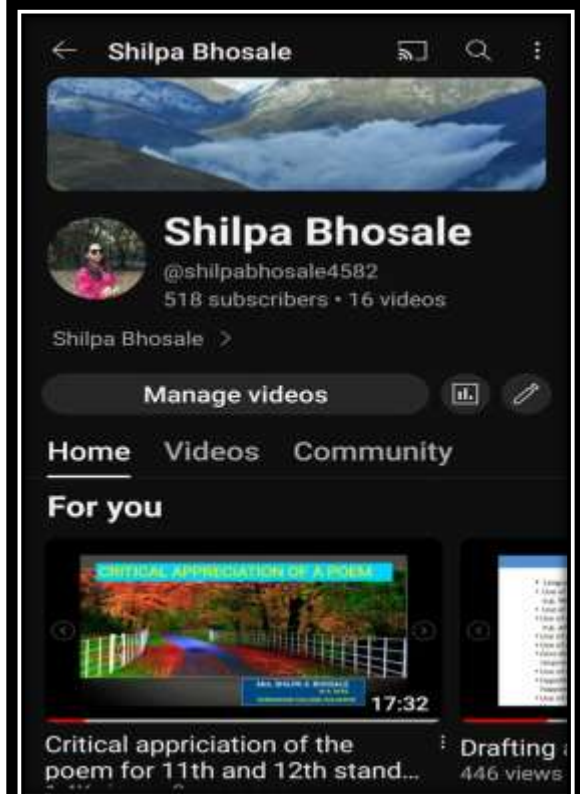 Shilpa Bhosale
Shilpa Bhosale
@shilpabhosale4582
518 subscribers • 16 videos
Shilpa Bhosale >
Manage videos
Home Videos Community
For you
CRITICAL APPRECIATION OF A POEM
17:32
Critical appriciation of the
poem for 11th and 12th stand...
Drafting
446 views